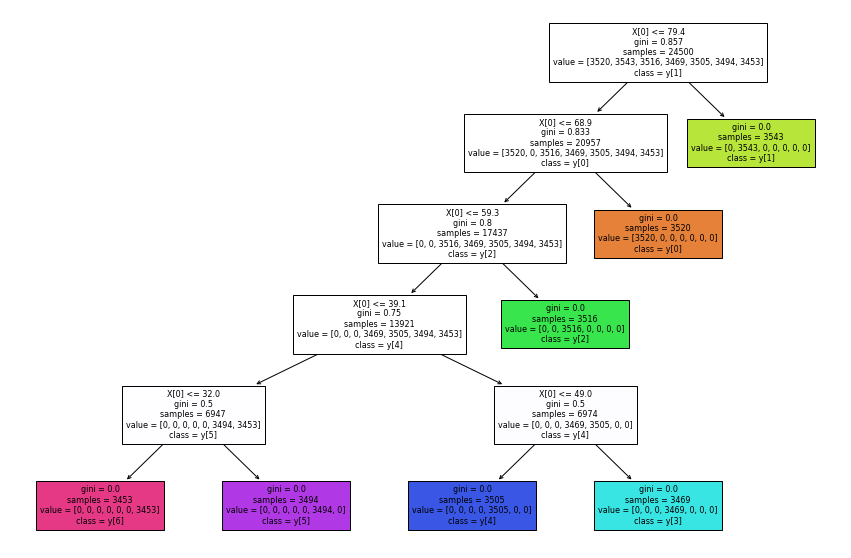 X[0] <= 79.4
gini = 0.857
samples = 24500
value = [3520, 3543, 3516, 3469, 3505, 3494, 3453]
class = y[1]
X[0] <= 68.9
gini = 0.833
samples = 20957
value = [3520, 0, 3516, 3469, 3505, 3494, 3453]
class = y[0]
gini = 0.0
samples = 3543
value = [0, 3543, 0, 0, 0, 0, 0]
class = y[1]
X[0] <= 59.3
gini = 0.8
samples = 17437
value = [0, 0, 3516, 3469, 3505, 3494, 3453]
class = y[2]
gini = 0.0
samples = 3520
value = [3520, 0, 0, 0, 0, 0, 0]
class = y[0]
X[0] <= 39.1
gini = 0.75
samples = 13921
value = [0, 0, 0, 3469, 3505, 3494, 3453]
class = y[4]
gini = 0.0
samples = 3516
value = [0, 0, 3516, 0, 0, 0, 0]
class = y[2]
X[0] <= 32.0
gini = 0.5
samples = 6947
value = [0, 0, 0, 0, 0, 3494, 3453]
class = y[5]
X[0] <= 49.0
gini = 0.5
samples = 6974
value = [0, 0, 0, 3469, 3505, 0, 0]
class = y[4]
gini = 0.0
samples = 3453
value = [0, 0, 0, 0, 0, 0, 3453]
class = y[6]
gini = 0.0
samples = 3494
value = [0, 0, 0, 0, 0, 3494, 0]
class = y[5]
gini = 0.0
samples = 3505
value = [0, 0, 0, 0, 3505, 0, 0]
class = y[4]
gini = 0.0
samples = 3469
value = [0, 0, 0, 3469, 0, 0, 0]
class = y[3]